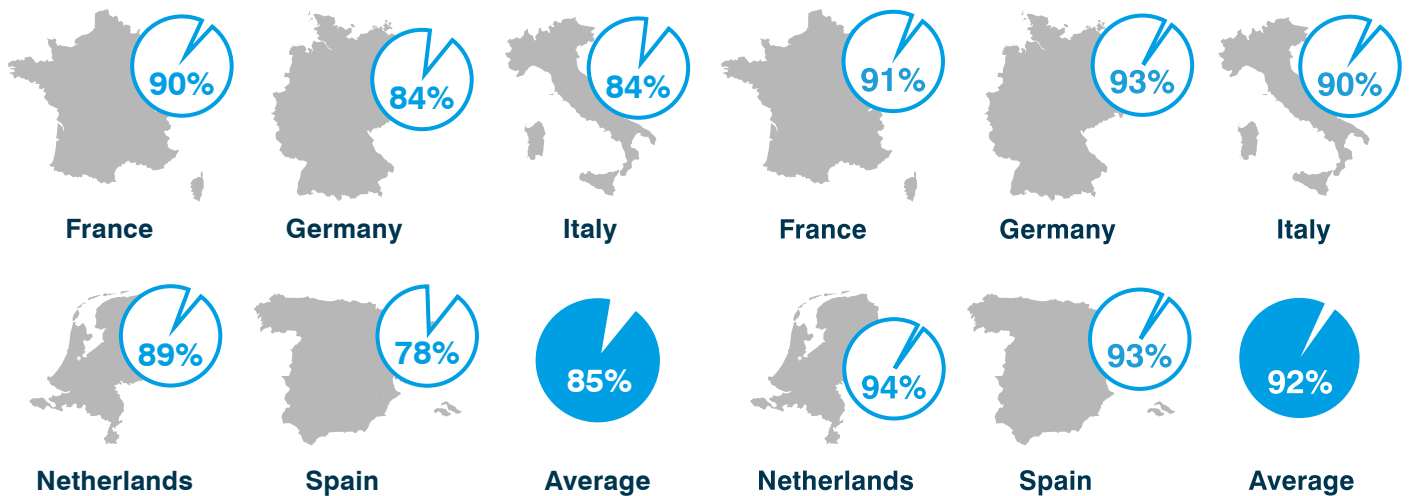 90%
84%
84%
91%
93%
90%
France
Germany
Italy
France
Germany
Italy
89%
78%
85%
94%
93%
92%
Netherlands
Spain
Average
Netherlands
Spain
Average